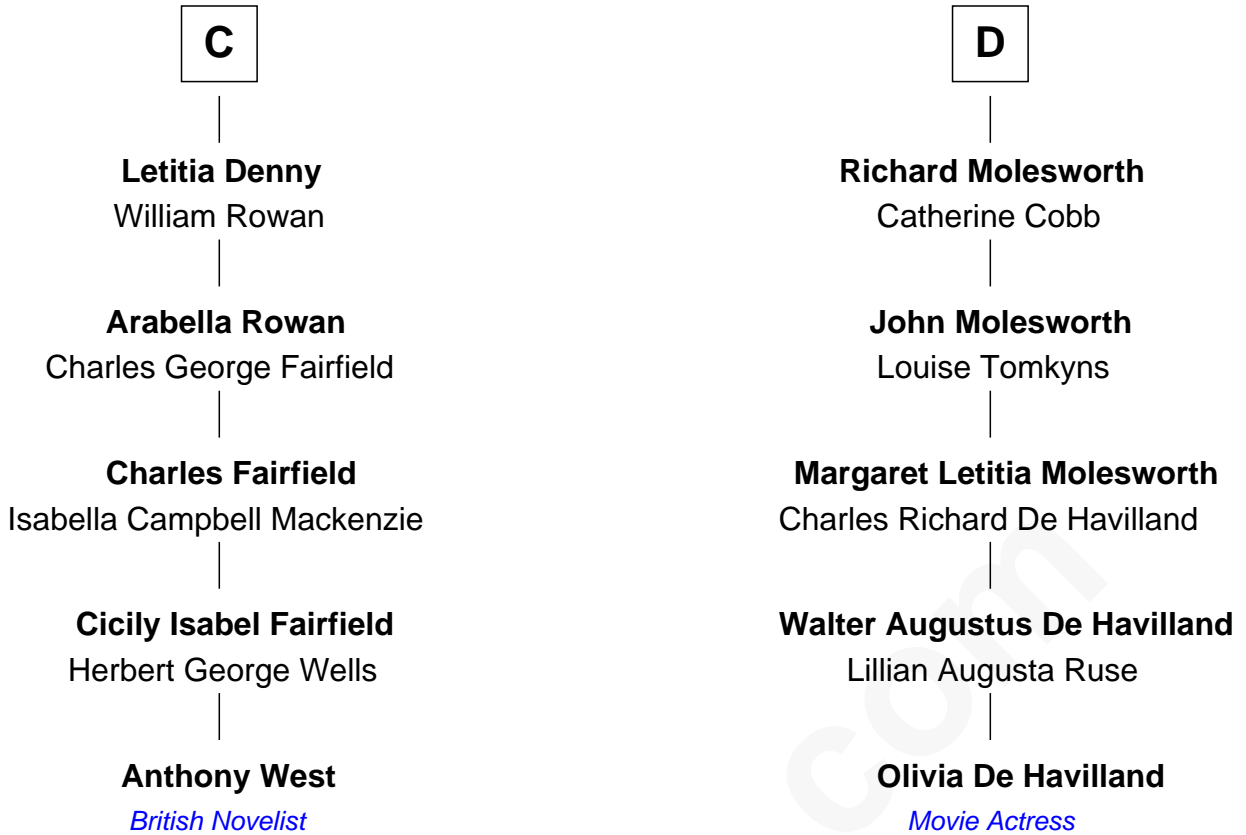 C
Letitia Denny
William Rowan
Arabella Rowan
Charles George Fairfield
Charles Fairfield
Isabella Campbell Mackenzie
Cicily Isabel Fairfield
Herbert George Wells
Anthony West
British Novelist
D
Richard Molesworth
Catherine Cobb
John Molesworth
Louise Tomkyns
Margaret Letitia Molesworth
Charles Richard De Havilland
Walter Augustus De Havilland
Lillian Augusta Ruse
Olivia De Havilland
Movie Actress
com